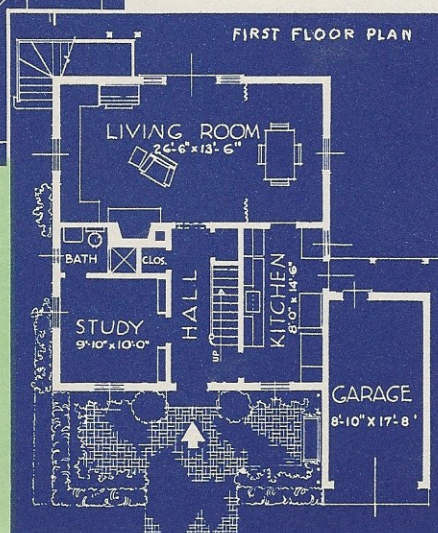 FIRST FLOOR PLAN
LIVING ROOM
26'-6" x 13'-6"
BATH
CLOS.
HALL
KITCHEN
8'0" x 14'-6"
STUDY
9'-10" x 10'-0"
UP
GARAGE
8'-10" X 17'-8'